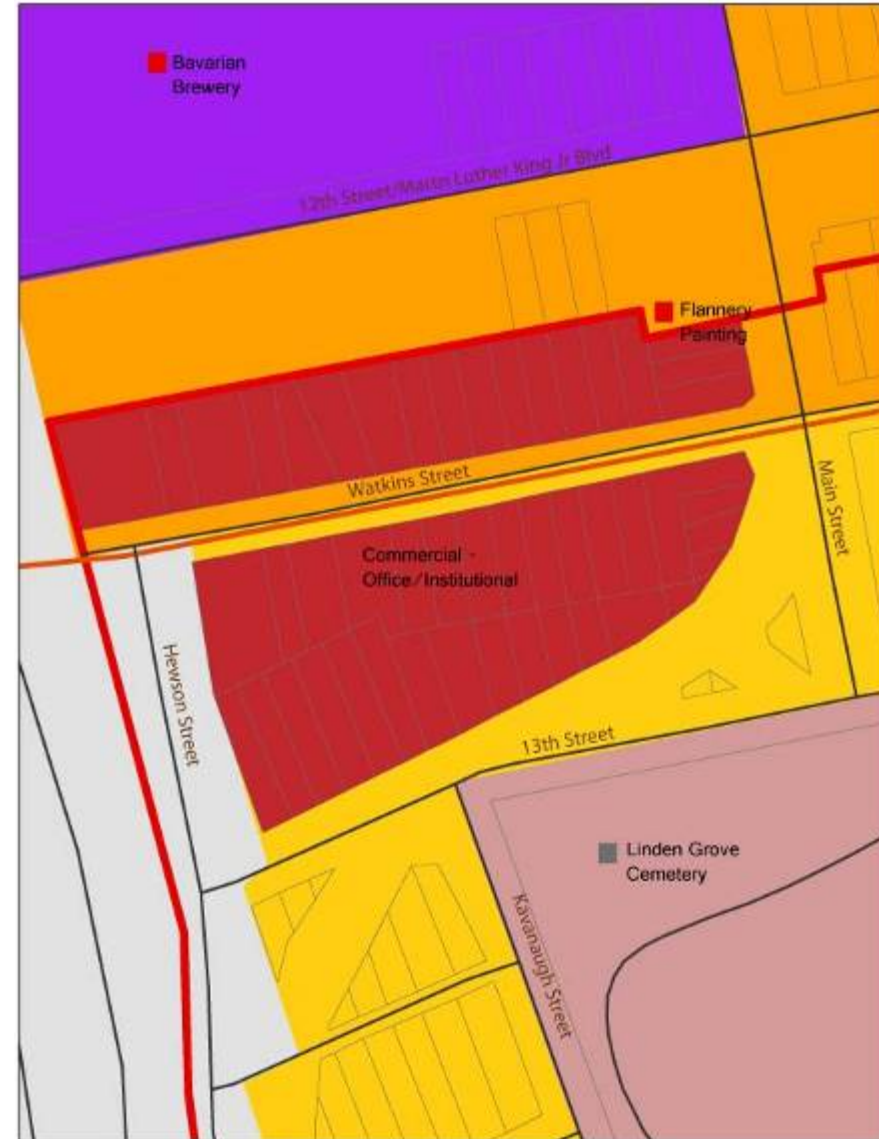 Bavarian
Brewery
12th Street/Martin Luther King Jr Blvd
Flannery
Painting
Watkins Street
Main Street
Commercial -
Office/Institutional
Hewson Street
13th Street
Linden Grove
Cemetery
Kavanaugh Street